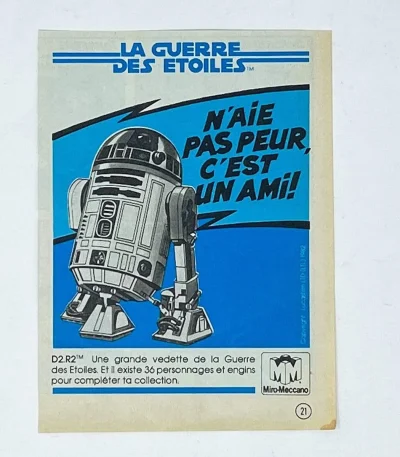 LA GUERRE
DES ETOILES™
N'AIE
PAS PEUR,
C'EST
UN AMI!
D2.R2™ Une grande vedette de la Guerre
des Etoiles. Et il existe 36 personnages et engins
pour compléter ta collection.
Miro-Meccano
21